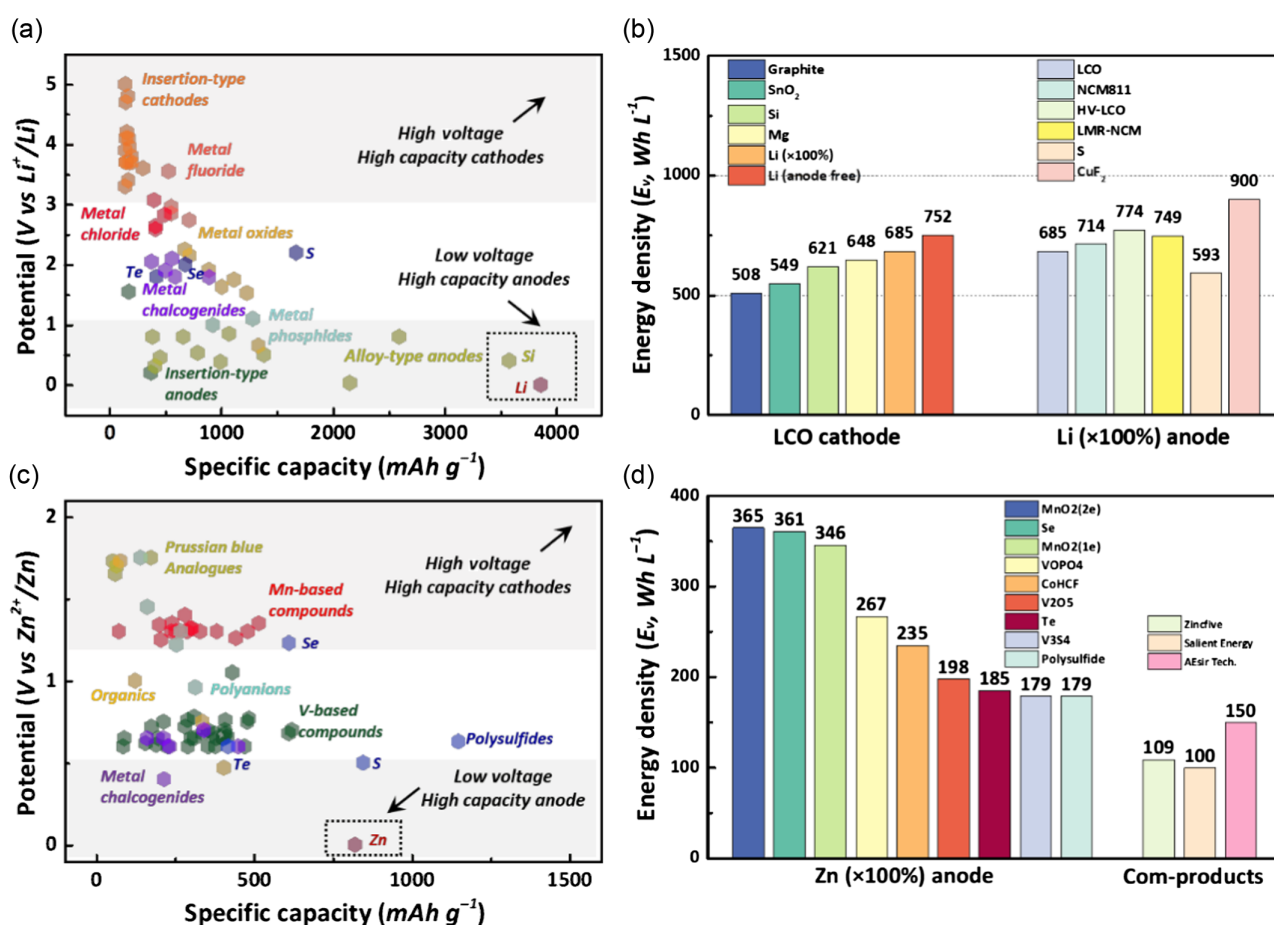 (a)
Potential (V vs Li⁺/Li)
5
4
3
2
1
0
Insertion-type
cathodes
High voltage
High capacity cathodes
Metal
fluoride
Metal
chloride
Metal oxides
S
Te
Se
Low voltage
High capacity anodes
Metal
chalcogenides
Metal
phosphides
Alloy-type anodes
Si
Li
Insertion-type
anodes
0
1000
2000
3000
4000
Specific capacity (mAh g⁻¹)
(b)
Energy density (Eᵥ, Wh L⁻¹)
1500
1000
500
0
Graphite
SnO₂
Si
Mg
Li (×100%)
Li (anode free)
LCO
NCM811
HV-LCO
LMR-NCM
S
CuF₂
508
549
621
648
685
752
685
714
774
749
593
900
LCO cathode
Li (×100%) anode
(c)
Potential (V vs Zn²⁺/Zn)
2
1
0
Prussian blue
Analogues
High voltage
High capacity cathodes
Mn-based
compounds
Se
Organics
Polyanions
V-based
compounds
Polysulfides
Te
S
Metal
chalcogenides
Low voltage
High capacity anode
Zn
0
500
1000
1500
Specific capacity (mAh g⁻¹)
(d)
Energy density (Eᵥ, Wh L⁻¹)
400
300
200
100
0
MnO2(2e)
Se
MnO2(1e)
VOPO4
CoHCF
V2O5
Te
V3S4
Polysulfide
Zincfive
Salient Energy
AEsir Tech.
365
361
346
267
235
198
185
179
179
109
100
150
Zn (×100%) anode
Com-products